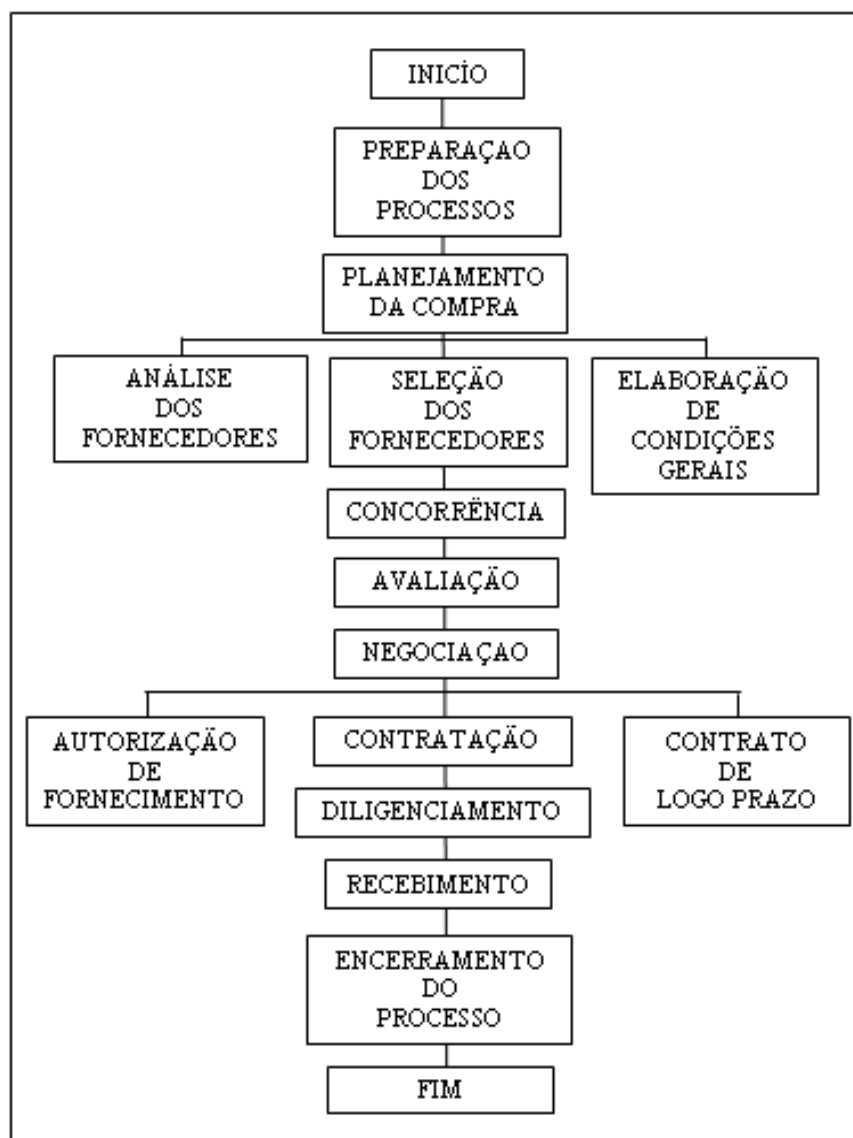 INICÍO
PREPARAÇAO
DOS
PROCESSOS
PLANEJAMENTO
DA COMPRA
ANÁLISE
DOS
FORNECEDORES
SELEÇÃO
DOS
FORNECEDORES
ELABORAÇÃO
DE
CONDIÇÕES
GERAIS
CONCORRÊNCIA
AVALIAÇÃO
NEGOCIAÇAO
AUTORIZAÇÃO
DE
FORNECIMENTO
CONTRATAÇÃO
CONTRATO
DE
LOGO PRAZO
DILIGENCIAMENTO
RECEBIMENTO
ENCERRAMENTO
DO
PROCESSO
FIM